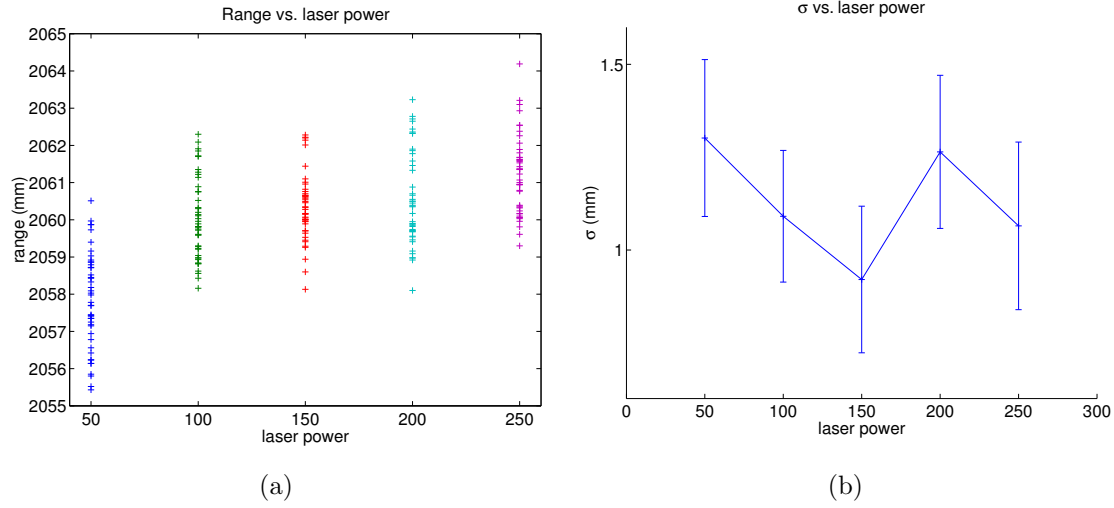 Range vs. laser power
2065
2064
2063
2062
2061
2060
2059
2058
2057
2056
2055
range (mm)
50 100 150 200 250
laser power
(a)
σ vs. laser power
1.5
1
σ (mm)
0 50 100 150 200 250 300
laser power
(b)